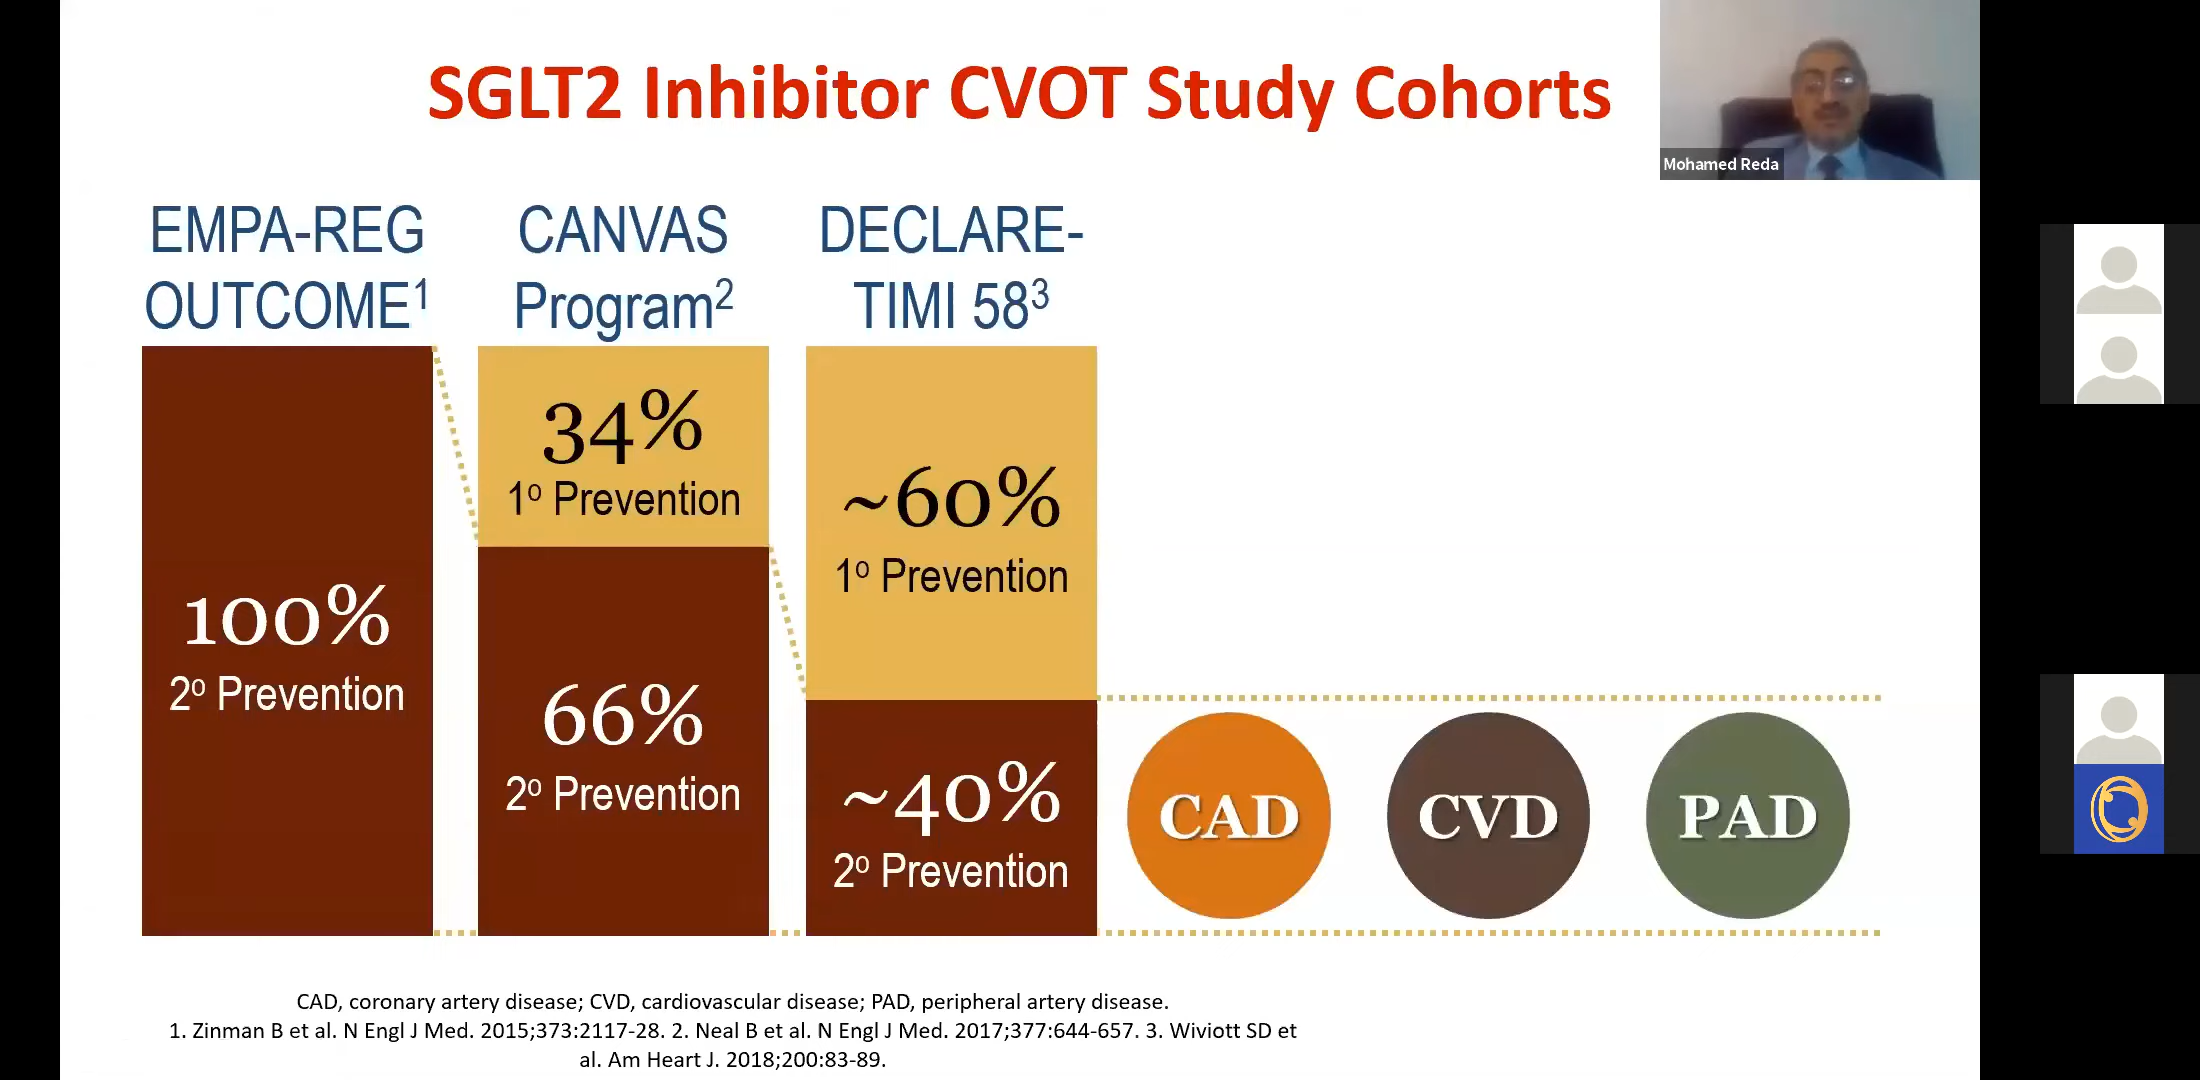 SGLT2 Inhibitor CVOT Study Cohorts
Mohamed Reda
EMPA-REG
OUTCOME¹
CANVAS
Program²
DECLARE-
TIMI 58³
100%
2º Prevention
34%
1º Prevention
66%
2º Prevention
~60%
1º Prevention
~40%
2º Prevention
CAD
CVD
PAD
CAD, coronary artery disease; CVD, cardiovascular disease; PAD, peripheral artery disease.
1. Zinman B et al. N Engl J Med. 2015;373:2117-28. 2. Neal B et al. N Engl J Med. 2017;377:644-657. 3. Wiviott SD et
al. Am Heart J. 2018;200:83-89.